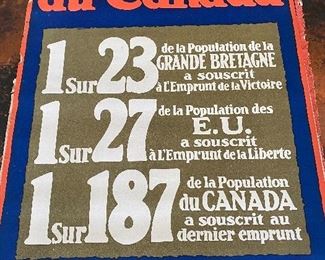 du Canada
1 Sur 23 de la Population de la
GRANDE BRETAGNE
a souscrit
à L'Emprunt de la Victoire
1 Sur 27 de la Population des
E.U.
a souscrit
à L'Emprunt de la Liberte
1 Sur 187 de la Population
du CANADA
a souscrit au
dernier emprunt